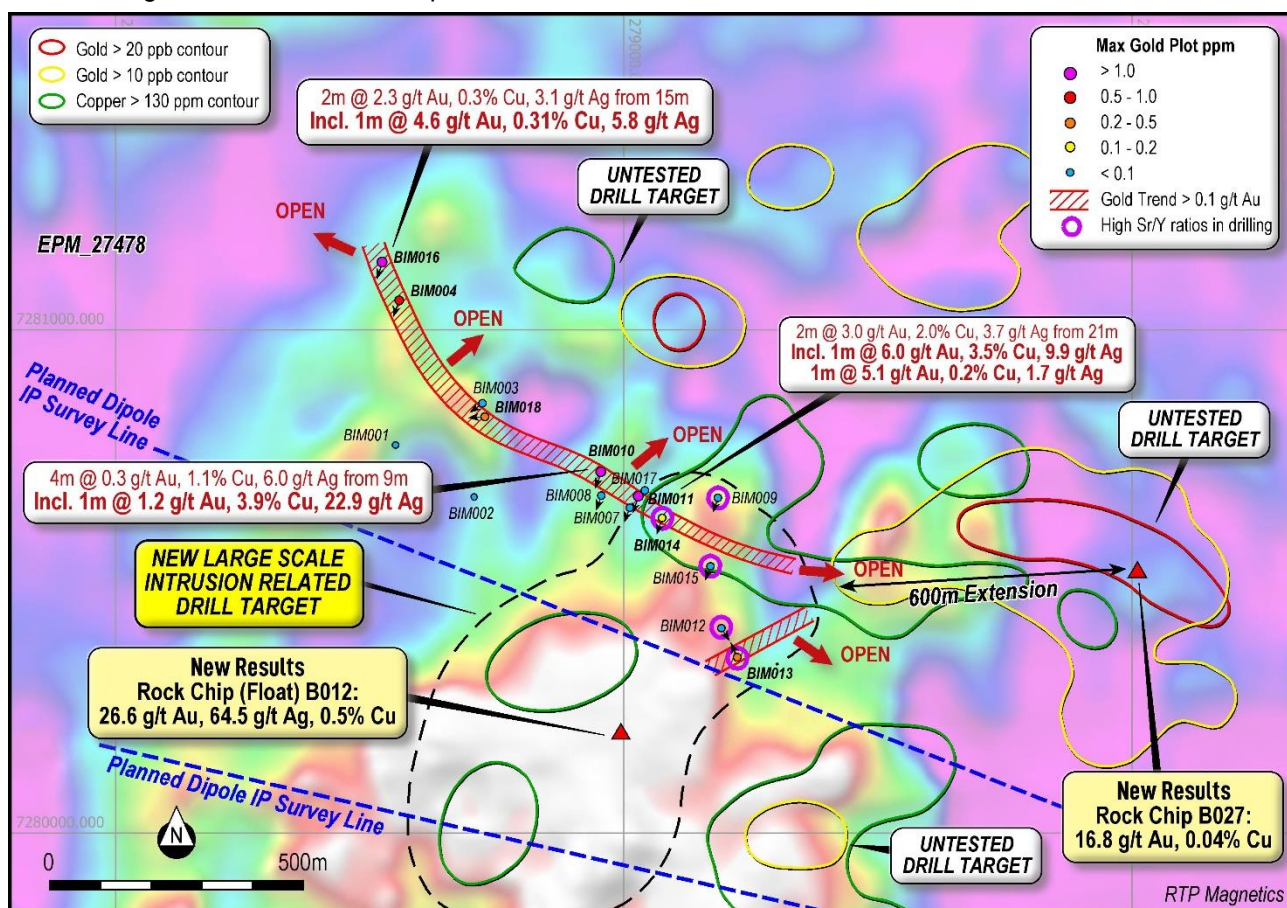 Gold > 20 ppb contour
Gold > 10 ppb contour
Copper > 130 ppm contour
2m @ 2.3 g/t Au, 0.3% Cu, 3.1 g/t Ag from 15m
Incl. 1m @ 4.6 g/t Au, 0.31% Cu, 5.8 g/t Ag
Max Gold Plot ppm
> 1.0
0.5 - 1.0
0.2 - 0.5
0.1 - 0.2
< 0.1
Gold Trend > 0.1 g/t Au
High Sr/Y ratios in drilling
UNTESTED
DRILL TARGET
OPEN
EPM_27478
BIM016
BIM004
7281000.000
OPEN
2m @ 3.0 g/t Au, 2.0% Cu, 3.7 g/t Ag from 21m
Incl. 1m @ 6.0 g/t Au, 3.5% Cu, 9.9 g/t Ag
1m @ 5.1 g/t Au, 0.2% Cu, 1.7 g/t Ag
Planned Dipole
IP Survey Line
BIM003
BIM018
BIM001
BIM010
OPEN
UNTESTED
DRILL TARGET
4m @ 0.3 g/t Au, 1.1% Cu, 6.0 g/t Ag from 9m
Incl. 1m @ 1.2 g/t Au, 3.9% Cu, 22.9 g/t Ag
BIM017
BIM008
BIM011
BIM009
BIM002
BIM007
BIM014
NEW LARGE SCALE
INTRUSION RELATED
DRILL TARGET
BIM015
OPEN
600m Extension
BIM012
OPEN
BIM013
New Results
Rock Chip (Float) B012:
26.6 g/t Au, 64.5 g/t Ag, 0.5% Cu
Planned Dipole IP Survey Line
New Results
Rock Chip B027:
16.8 g/t Au, 0.04% Cu
7280000.000
N
0
500m
UNTESTED
DRILL TARGET
RTP Magnetics